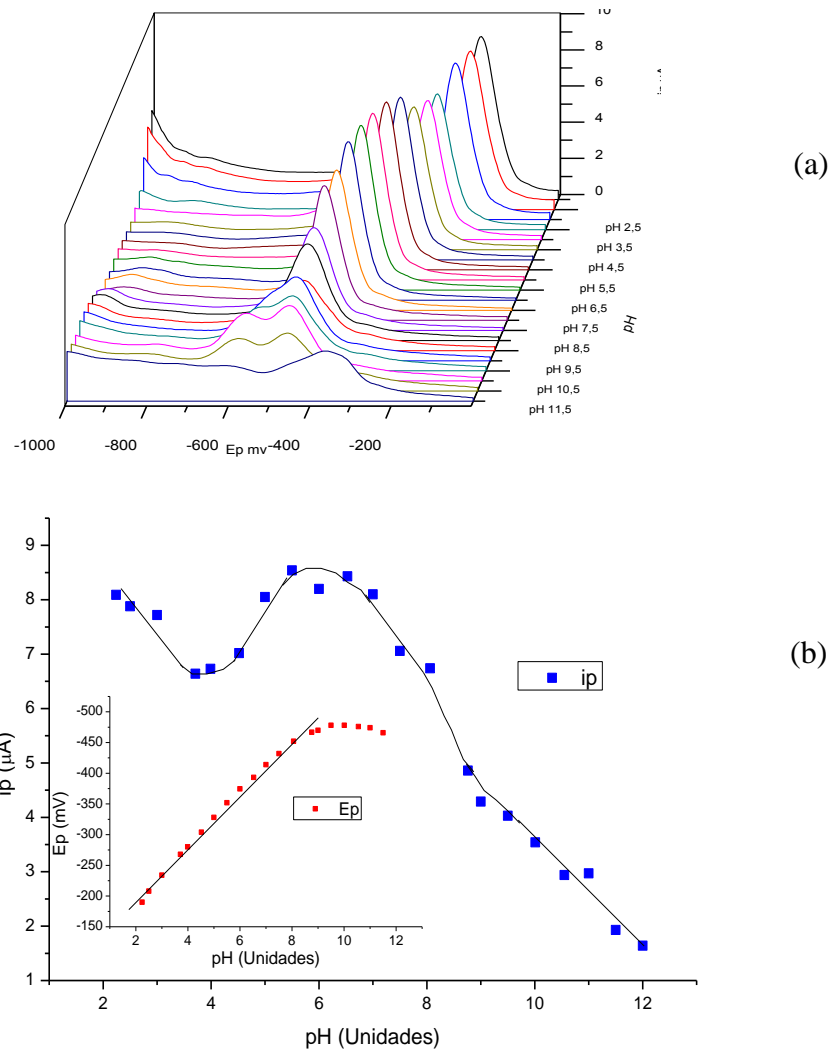 10
8
6
4
2
0
(a)
pH 2,5
pH 3,5
pH 4,5
pH 5,5
pH 6,5
pH 7,5
pH
pH 8,5
pH 9,5
pH 10,5
pH 11,5
-1000 -800 -600 -400 -200
Ep mv
9
8
7
6
5
4
3
2
1
Ip (µA)
ip
(b)
-500
-450
-400
-350
-300
-250
-200
-150
Ep (mV)
Ep
2 4 6 8 10 12
pH (Unidades)
2 4 6 8 10 12
pH (Unidades)